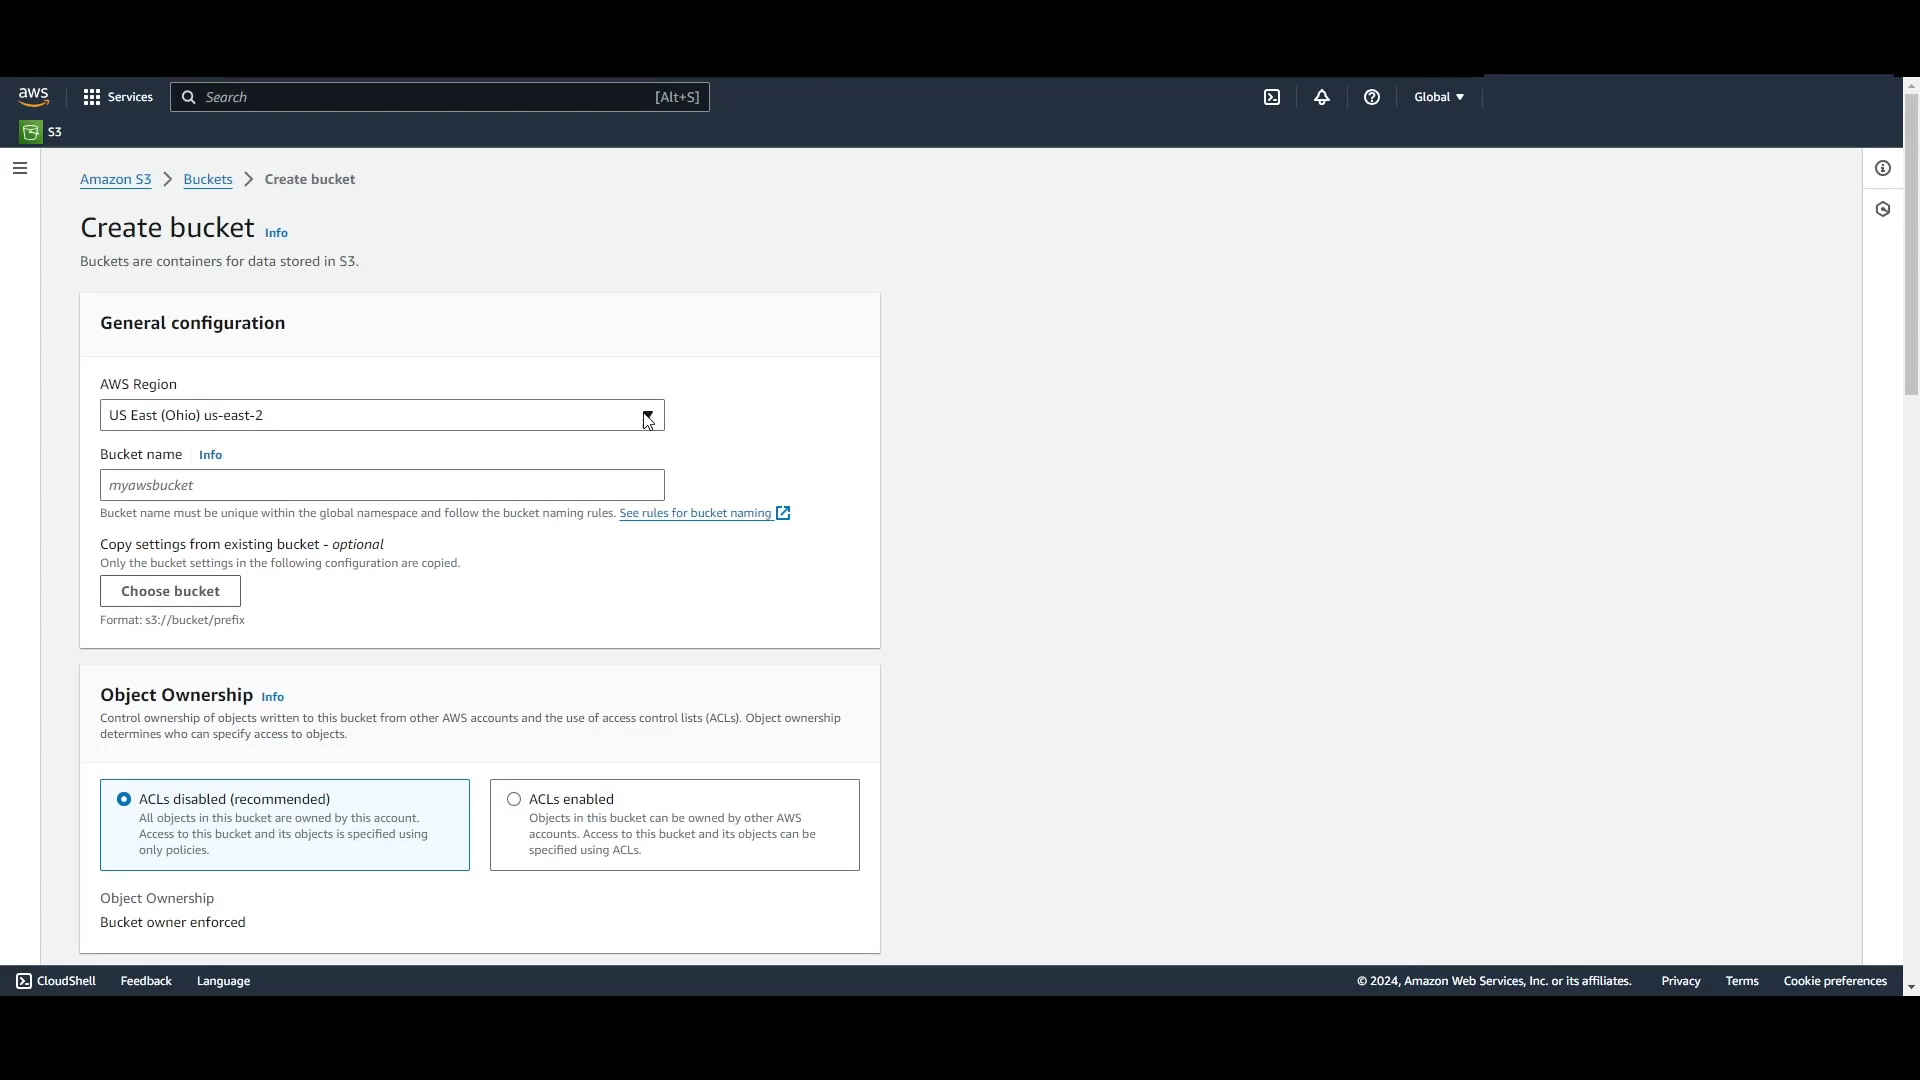 aws
Services
Search [Alt+S]
Global
S3
Amazon S3 > Buckets > Create bucket
Create bucket Info
Buckets are containers for data stored in S3.
General configuration
AWS Region
US East (Ohio) us-east-2
Bucket name Info
myawsbucket
Bucket name must be unique within the global namespace and follow the bucket naming rules. See rules for bucket naming
Copy settings from existing bucket - optional
Only the bucket settings in the following configuration are copied.
Choose bucket
Format: s3://bucket/prefix
Object Ownership Info
Control ownership of objects written to this bucket from other AWS accounts and the use of access control lists (ACLs). Object ownership
determines who can specify access to objects.
ACLs disabled (recommended)
All objects in this bucket are owned by this account.
Access to this bucket and its objects is specified using
only policies.
ACLs enabled
Objects in this bucket can be owned by other AWS
accounts. Access to this bucket and its objects can be
specified using ACLs.
Object Ownership
Bucket owner enforced
CloudShell Feedback Language © 2024, Amazon Web Services, Inc. or its affiliates. Privacy Terms Cookie preferences